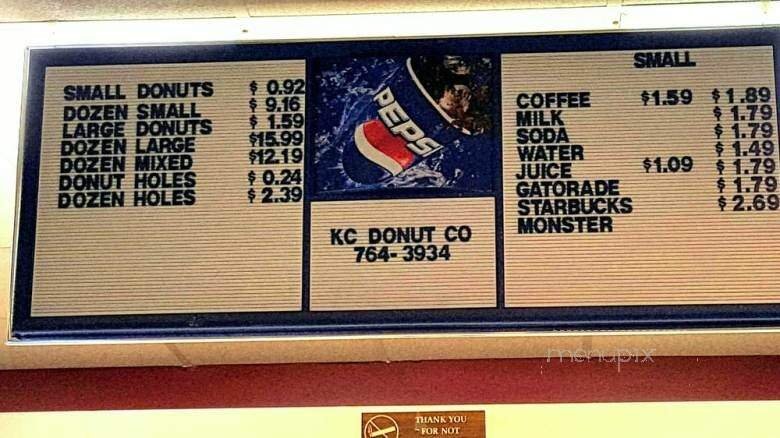 SMALL DONUTS $ 0.92
DOZEN SMALL $ 9.16
LARGE DONUTS $ 1.59
DOZEN LARGE $15.99
DOZEN MIXED $12.19
DONUT HOLES $ 0.24
DOZEN HOLES $ 2.39
PEPSI
KC DONUT CO
764-3934
SMALL
COFFEE $1.59 $1.89
MILK $1.79
SODA $1.79
WATER $1.49
JUICE $1.09 $1.79
GATORADE $1.79
STARBUCKS $2.69
MONSTER
menupix
THANK YOU
~ FOR NOT